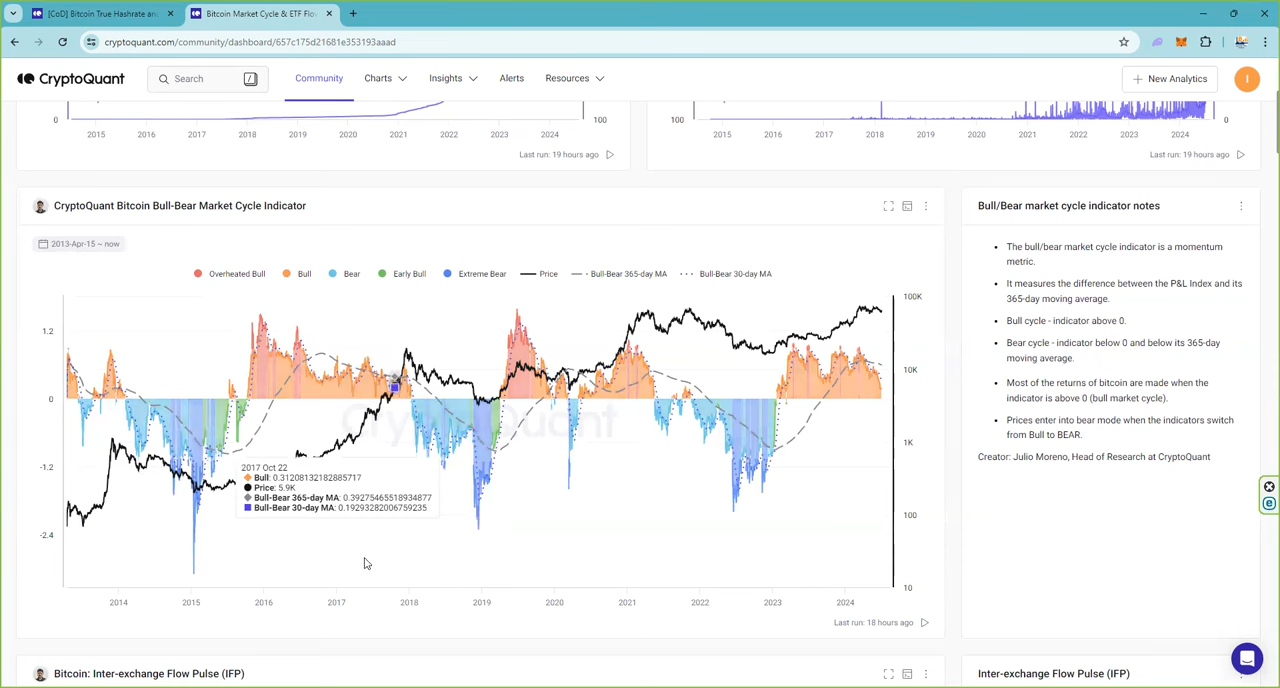 [CoD] Bitcoin True Hashrate and
Bitcoin Market Cycle & ETF Flow
cryptoquant.com/community/dashboard/657c175d21681e353193aaad
CryptoQuant
Search
/
Community
Charts
Insights
Alerts
Resources
New Analytics
I
0
100
2015 2016 2017 2018 2019 2020 2021 2022 2023 2024
Last run: 19 hours ago
100
0
2015 2016 2017 2018 2019 2020 2021 2022 2023 2024
Last run: 19 hours ago
CryptoQuant Bitcoin Bull-Bear Market Cycle Indicator
2013-Apr-15 ~ now
Overheated Bull Bull Bear Early Bull Extreme Bear Price Bull-Bear 365-day MA Bull-Bear 30-day MA
1.2
0
-1.2
-2.4
100K
10K
1K
100
10
CryptoQuant
2017 Oct 22
Bull: 0.31208132182885717
Price: 5.9K
Bull-Bear 365-day MA: 0.39275465518934877
Bull-Bear 30-day MA: 0.19293282006759235
2014 2015 2016 2017 2018 2019 2020 2021 2022 2023 2024
Last run: 18 hours ago
Bull/Bear market cycle indicator notes
The bull/bear market cycle indicator is a momentum
metric.
It measures the difference between the P&L Index and its
365-day moving average.
Bull cycle - indicator above 0.
Bear cycle - indicator below 0 and below its 365-day
moving average.
Most of the returns of bitcoin are made when the
indicator is above 0 (bull market cycle).
Prices enter into bear mode when the indicators switch
from Bull to BEAR.
Creator: Julio Moreno, Head of Research at CryptoQuant
Bitcoin: Inter-exchange Flow Pulse (IFP)
Inter-exchange Flow Pulse (IFP)